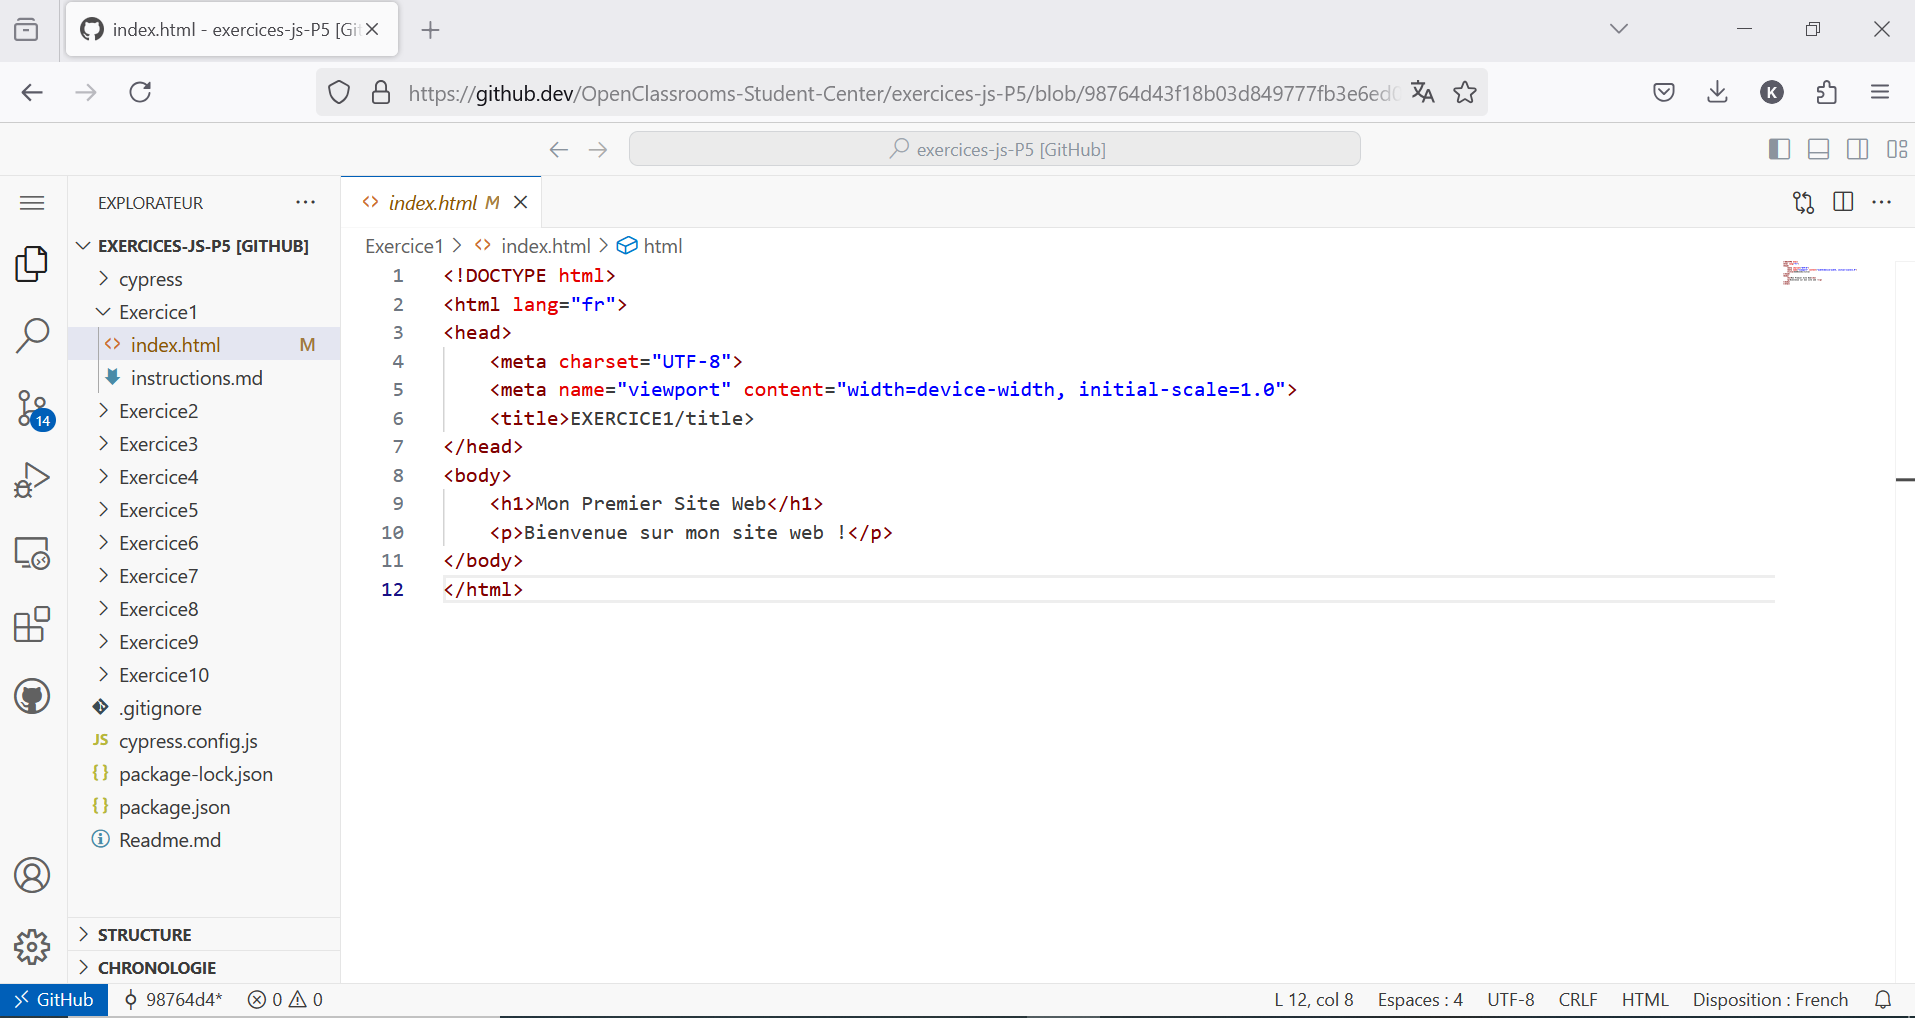 index.html - exercices-js-P5 [Git
https://github.dev/OpenClassrooms-Student-Center/exercices-js-P5/blob/98764d43f18b03d849777fb3e6ed0
K
exercices-js-P5 [GitHub]
EXPLORATEUR
EXERCICES-JS-P5 [GITHUB]
cypress
Exercice1
index.html M
instructions.md
Exercice2
Exercice3
Exercice4
Exercice5
Exercice6
Exercice7
Exercice8
Exercice9
Exercice10
.gitignore
JS cypress.config.js
{ } package-lock.json
{ } package.json
Readme.md
STRUCTURE
CHRONOLOGIE
14
<> index.html M
Exercice1 > <> index.html > html
1 <!DOCTYPE html>
2 <html lang="fr">
3 <head>
4 <meta charset="UTF-8">
5 <meta name="viewport" content="width=device-width, initial-scale=1.0">
6 <title>EXERCICE1/title>
7 </head>
8 <body>
9 <h1>Mon Premier Site Web</h1>
10 <p>Bienvenue sur mon site web !</p>
11 </body>
12 </html>
GitHub 98764d4* 0 0 L 12, col 8 Espaces : 4 UTF-8 CRLF HTML Disposition : French